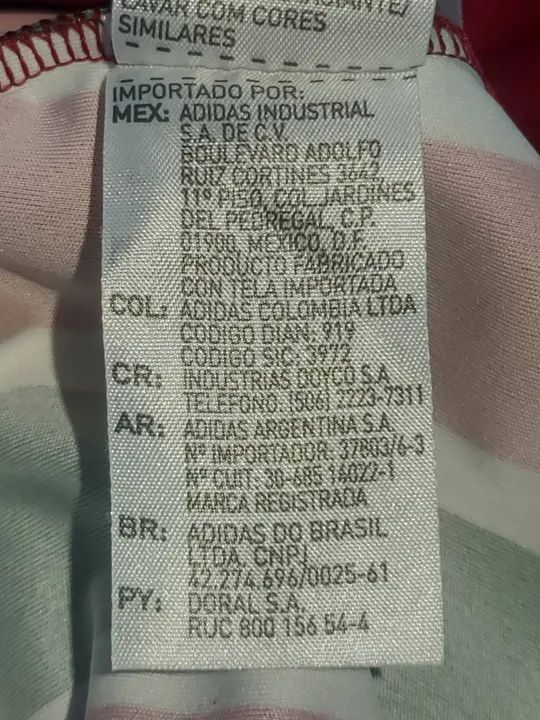 LAVAR COM CORES
SIMILARES
IMPORTADO POR:
MEX: ADIDAS INDUSTRIAL
S.A. DE C.V.
BOULEVARD ADOLFO
RUIZ CORTINES 3642
11º PISO, COL.JARDINES
DEL PEDREGAL, C.P.
01900, MEXICO, D.F.
PRODUCTO FABRICADO
CON TELA IMPORTADA
COL: ADIDAS COLOMBIA LTDA
CODIGO DIAN: 919
CODIGO SIC: 3972
CR: INDUSTRIAS DOYCO S.A.
TELEFONO: (506) 2223-7311
AR: ADIDAS ARGENTINA S.A.
Nº IMPORTADOR: 37803/6-3
Nº CUIT: 30-685 14022-1
MARCA REGISTRADA
BR: ADIDAS DO BRASIL
LTDA. CNPJ
42.274.696/0025-61
PY: DORAL S.A.
RUC 800 156 54-4